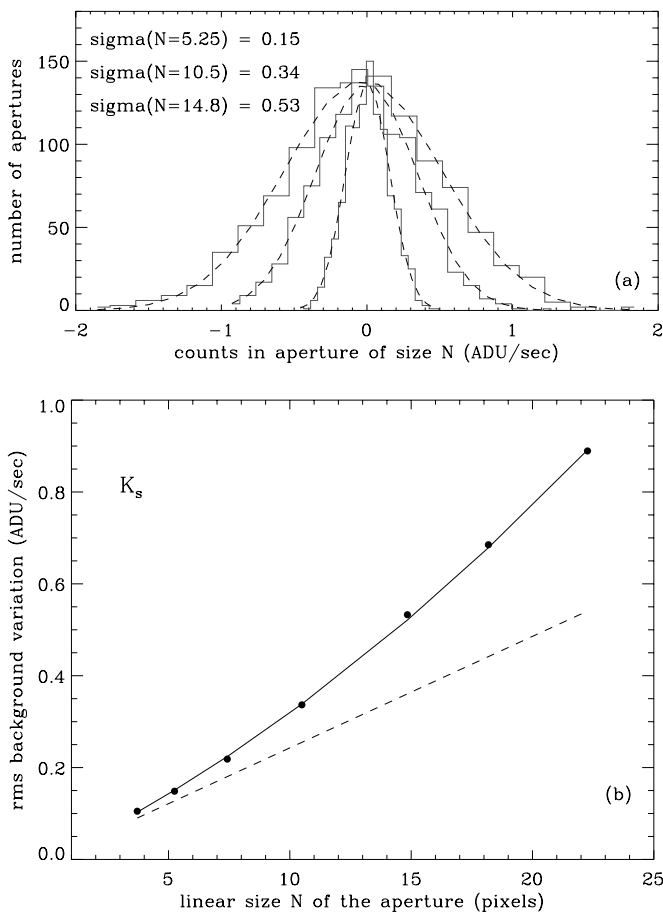 sigma(N=5.25) = 0.15
sigma(N=10.5) = 0.34
sigma(N=14.8) = 0.53
number of apertures
150
100
50
0
(a)
-2 -1 0 1 2
counts in aperture of size N (ADU/sec)
1.0
0.8
0.6
0.4
0.2
0.0
Ks
rms background variation (ADU/sec)
(b)
5 10 15 20 25
linear size N of the aperture (pixels)